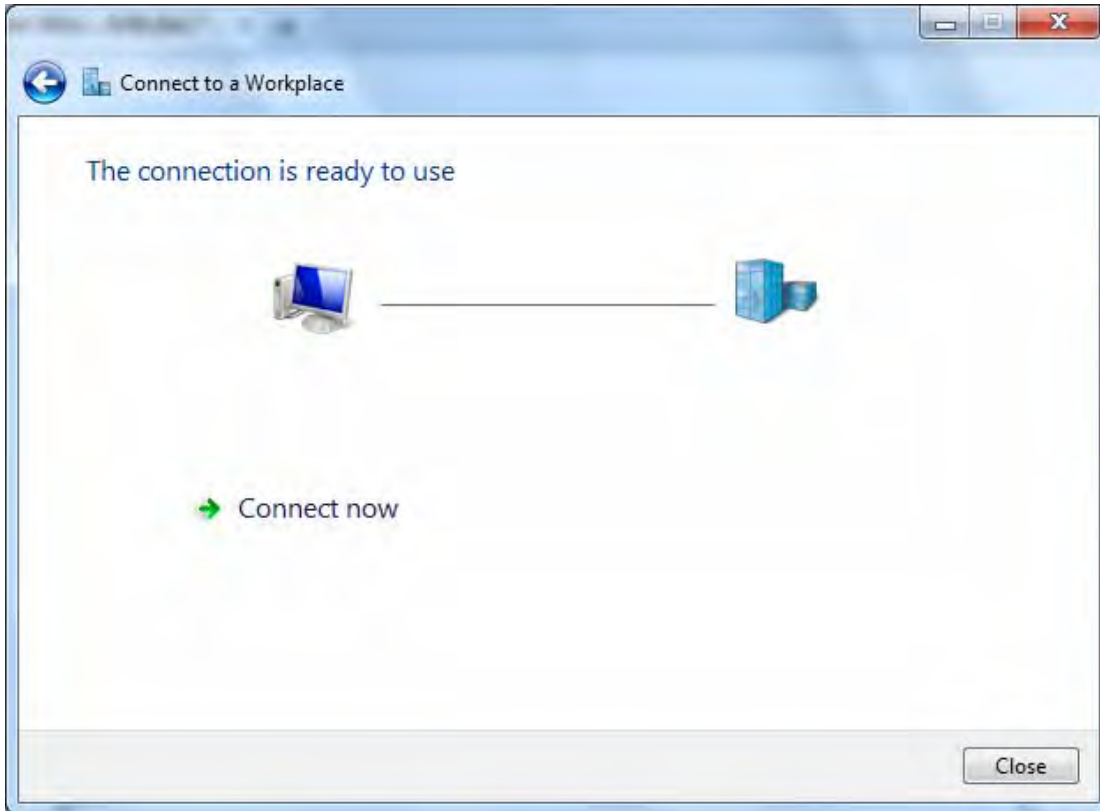 Connect to a Workplace
The connection is ready to use
Connect now
Close